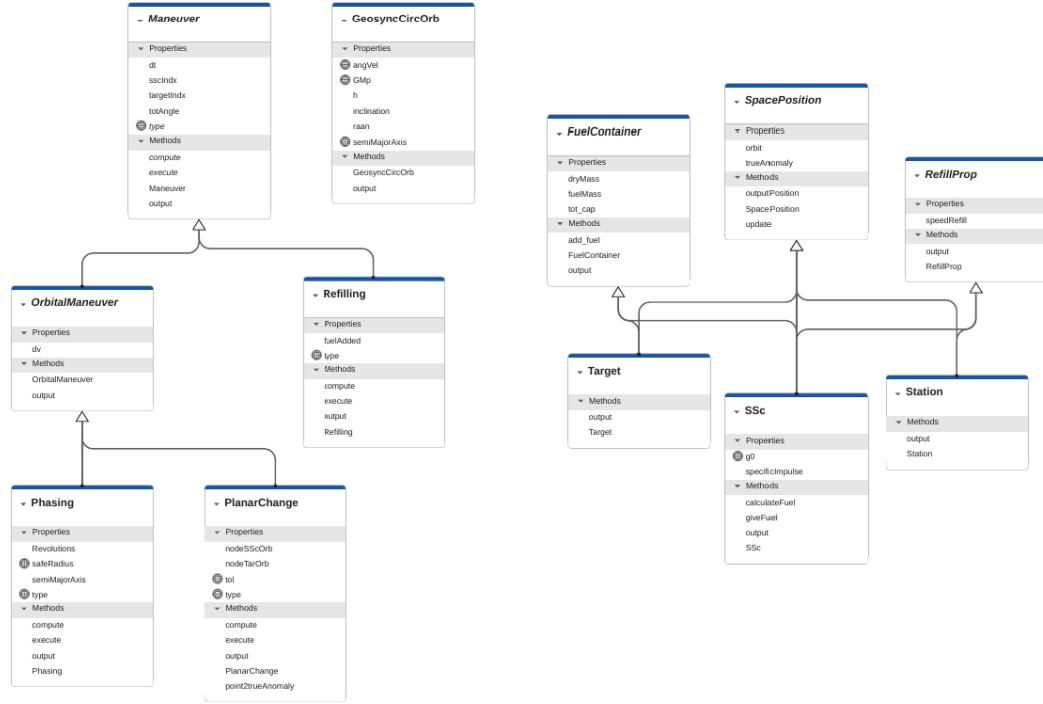 Maneuver
Properties
dt
sscIndx
targetIndx
totAngle
type
Methods
compute
execute
Maneuver
output
GeosyncCircOrb
Properties
angVel
GMp
h
inclination
raan
semiMajorAxis
Methods
GeosyncCircOrb
output
OrbitalManeuver
Properties
dv
Methods
OrbitalManeuver
output
Refilling
Properties
fuelAdded
type
Methods
compute
execute
output
Refilling
Phasing
Properties
Revolutions
safeRadius
semiMajorAxis
type
Methods
compute
execute
output
Phasing
PlanarChange
Properties
nodeSScOrb
nodeTarOrb
tol
type
Methods
compute
execute
output
PlanarChange
point2trueAnomaly
FuelContainer
Properties
dryMass
fuelMass
tot_cap
Methods
add_fuel
FuelContainer
output
SpacePosition
Properties
orbit
trueAnomaly
Methods
outputPosition
SpacePosition
update
RefillProp
Properties
speedRefill
Methods
output
RefillProp
Target
Methods
output
Target
SSc
Properties
g0
specificImpulse
Methods
calculateFuel
giveFuel
output
SSc
Station
Methods
output
Station